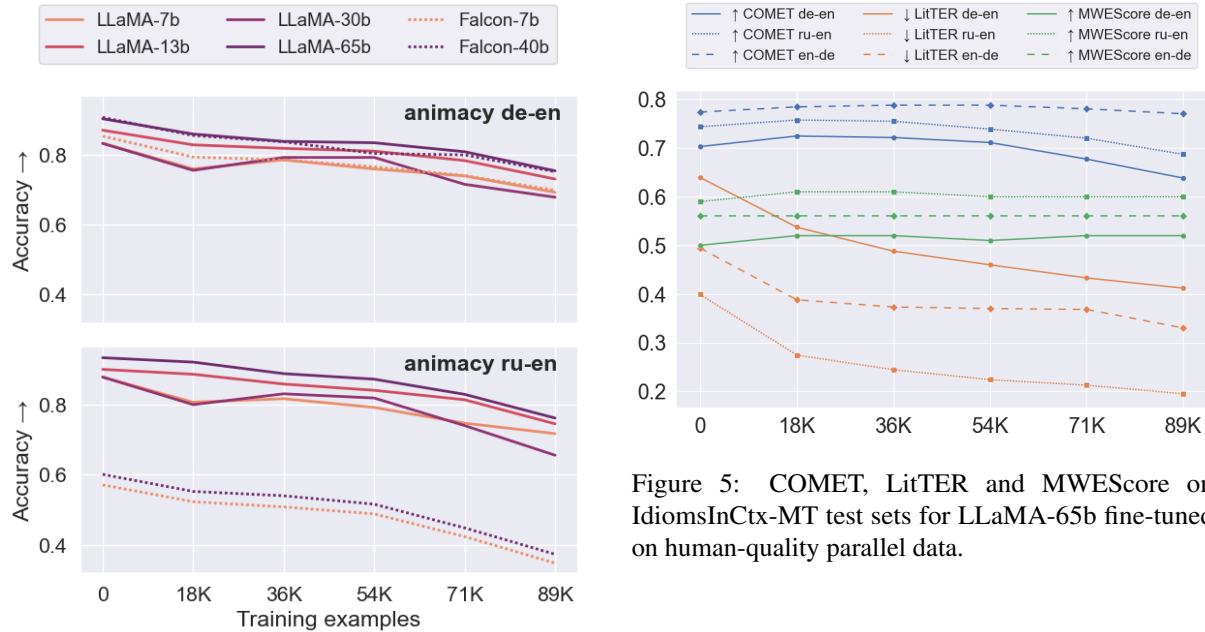 LLaMA-7b LLaMA-30b Falcon-7b
LLaMA-13b LLaMA-65b Falcon-40b
animacy de-en
Accuracy →
0.8
0.6
0.4
animacy ru-en
Accuracy →
0.8
0.6
0.4
0 18K 36K 54K 71K 89K
Training examples
↑ COMET de-en ↓ LitTER de-en ↑ MWEScore de-en
↑ COMET ru-en ↓ LitTER ru-en ↑ MWEScore ru-en
↑ COMET en-de ↓ LitTER en-de ↑ MWEScore en-de
0.8
0.7
0.6
0.5
0.4
0.3
0.2
0 18K 36K 54K 71K 89K
Figure 5: COMET, LitTER and MWEScore on
IdiomsInCtx-MT test sets for LLaMA-65b fine-tuned
on human-quality parallel data.